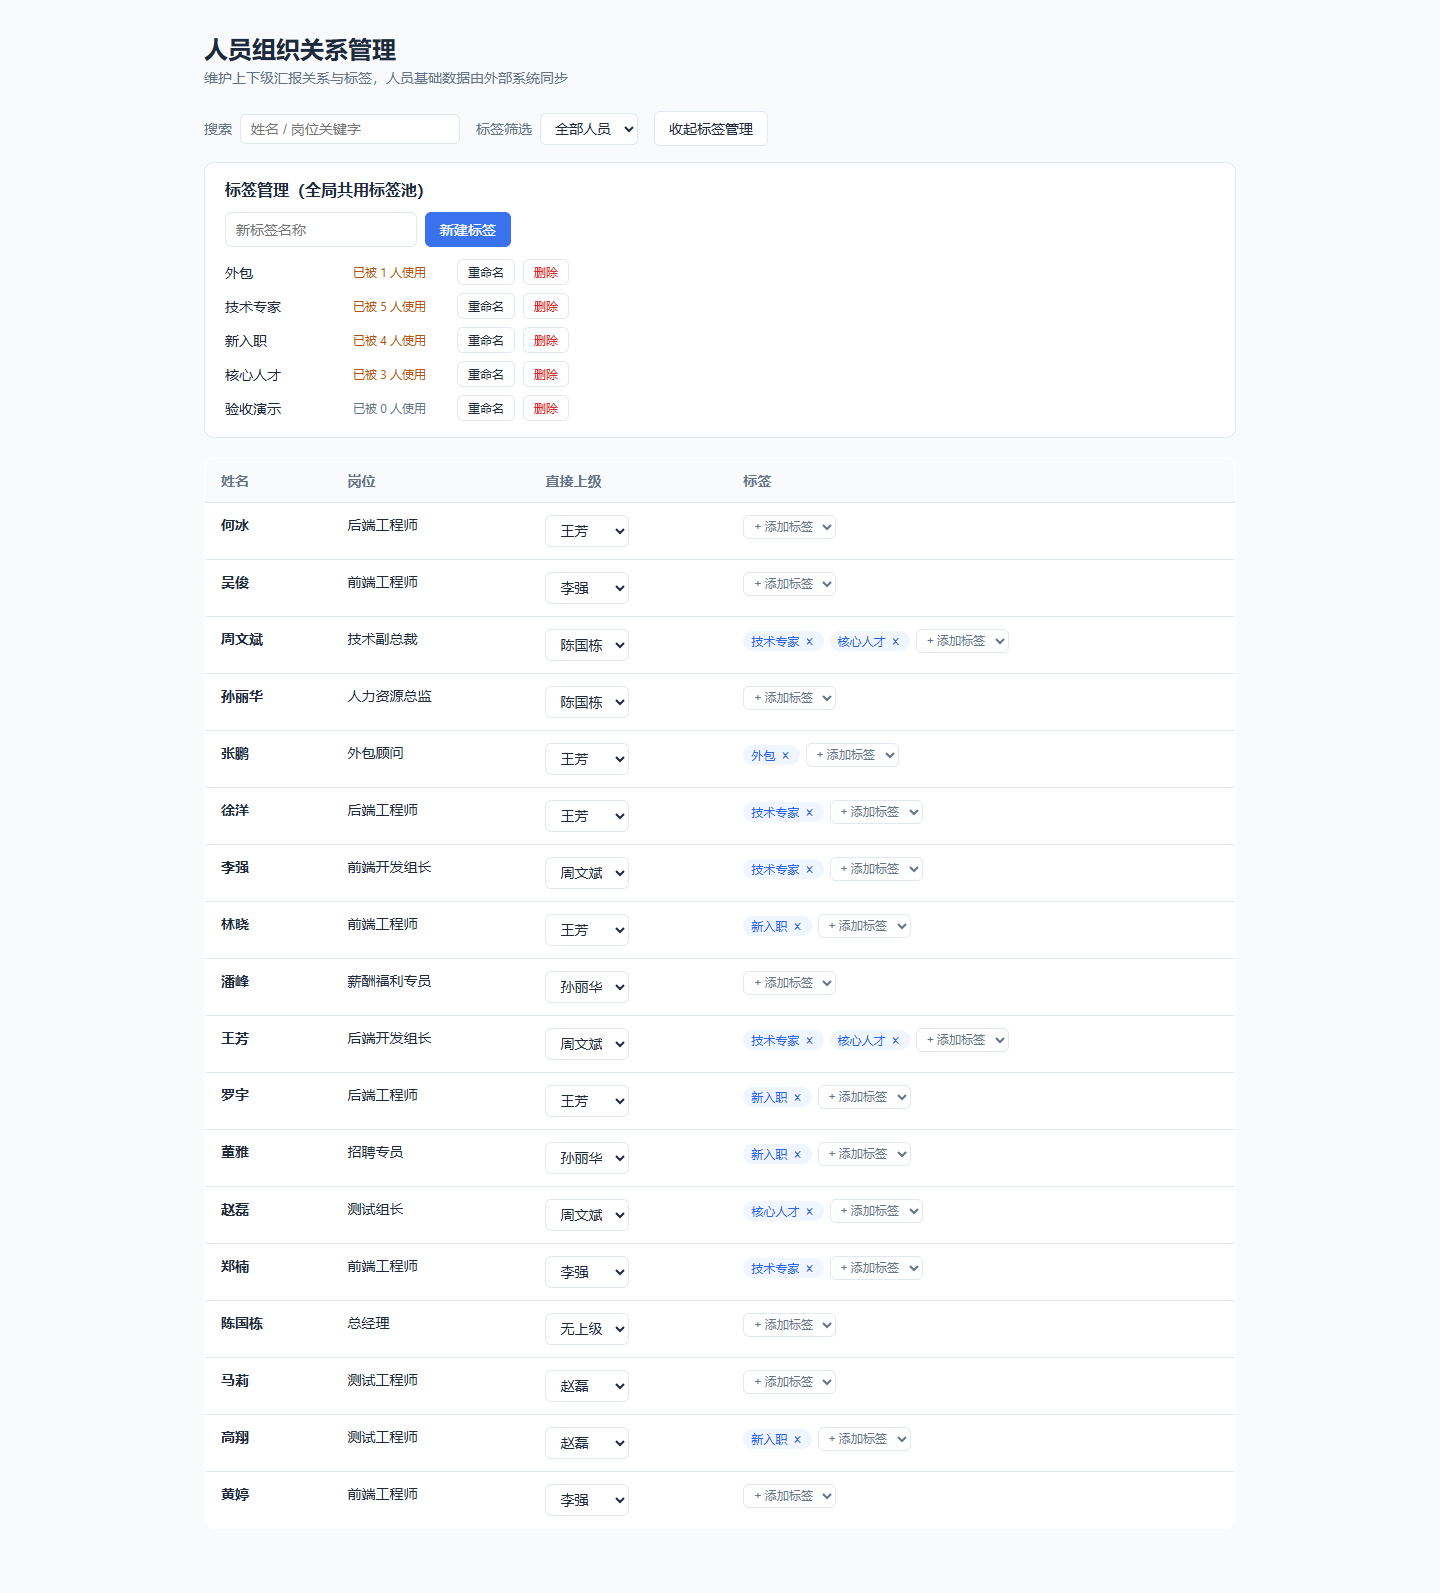 人员组织关系管理
维护上下级汇报关系与标签，人员基础数据由外部系统同步
搜索 姓名 / 岗位关键字 标签筛选 全部人员 收起标签管理
标签管理（全局共用标签池）
新标签名称 新建标签
外包 已被 1 人使用 重命名 删除
技术专家 已被 5 人使用 重命名 删除
新入职 已被 4 人使用 重命名 删除
核心人才 已被 3 人使用 重命名 删除
验收演示 已被 0 人使用 重命名 删除
姓名 岗位 直接上级 标签
何冰 后端工程师 王芳 + 添加标签
吴俊 前端工程师 李强 + 添加标签
周文斌 技术副总裁 陈国栋 技术专家 x 核心人才 x + 添加标签
孙丽华 人力资源总监 陈国栋 + 添加标签
张鹏 外包顾问 王芳 外包 x + 添加标签
徐洋 后端工程师 王芳 技术专家 x + 添加标签
李强 前端开发组长 周文斌 技术专家 x + 添加标签
林晓 前端工程师 王芳 新入职 x + 添加标签
潘峰 薪酬福利专员 孙丽华 + 添加标签
王芳 后端开发组长 周文斌 技术专家 x 核心人才 x + 添加标签
罗宇 后端工程师 王芳 新入职 x + 添加标签
董雅 招聘专员 孙丽华 新入职 x + 添加标签
赵磊 测试组长 周文斌 核心人才 x + 添加标签
郑楠 前端工程师 李强 技术专家 x + 添加标签
陈国栋 总经理 无上级 + 添加标签
马莉 测试工程师 赵磊 + 添加标签
高翔 测试工程师 赵磊 新入职 x + 添加标签
黄婷 前端工程师 李强 + 添加标签